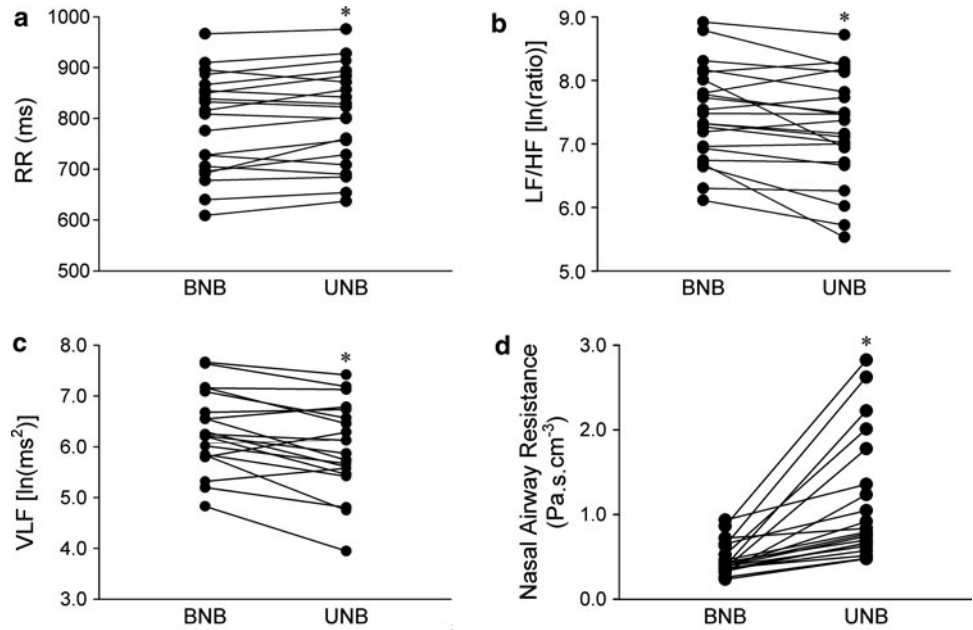 a
*
1000
900
800
700
600
500
RR (ms)
BNB UNB
b
*
9.0
8.0
7.0
6.0
5.0
LF/HF [ln(ratio)]
BNB UNB
c
*
8.0
7.0
6.0
5.0
4.0
3.0
VLF [ln(ms²)]
BNB UNB
d
*
3.0
2.0
1.0
0.0
Nasal Airway Resistance
(Pa.s.cm⁻³)
BNB UNB